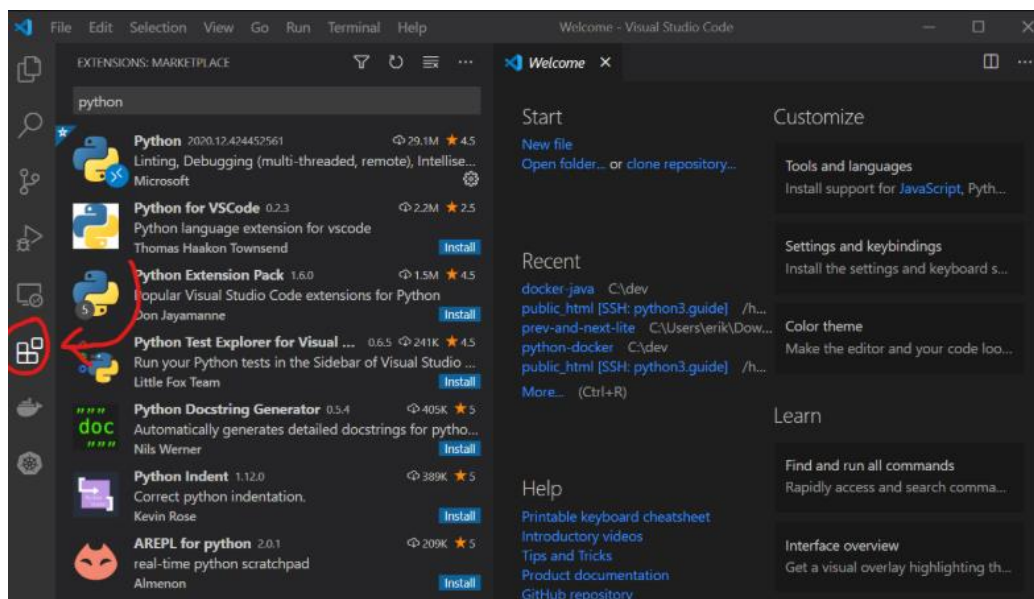 File Edit Selection View Go Run Terminal Help
Welcome - Visual Studio Code
EXTENSIONS: MARKETPLACE
python
Python 2020.12.424452561 29.1M 4.5
Linting, Debugging (multi-threaded, remote), Intellise...
Microsoft
Python for VSCode 0.2.3 2.2M 2.5
Python language extension for vscode
Thomas Haakon Townsend Install
Python Extension Pack 1.6.0 1.5M 4.5
Popular Visual Studio Code extensions for Python
Don Jayamanne Install
5
Python Test Explorer for Visual ... 0.6.5 241K 4.5
Run your Python tests in the Sidebar of Visual Studio ...
Little Fox Team Install
Python Docstring Generator 0.5.4 405K 5
Automatically generates detailed docstrings for pytho...
Nils Werner Install
"""
doc
"""
Python Indent 1.12.0 389K 5
Correct python indentation.
Kevin Rose Install
AREPL for python 2.0.1 209K 5
real-time python scratchpad
Almenon Install
Welcome
Start
New file
Open folder... or clone repository...
Recent
docker-java C:\dev
public_html [SSH: python3.guide] /h...
prev-and-next-lite C:\Users\erik\Dow...
python-docker C:\dev
public_html [SSH: python3.guide] /h...
More... (Ctrl+R)
Help
Printable keyboard cheatsheet
Introductory videos
Tips and Tricks
Product documentation
GitHub repository
Customize
Tools and languages
Install support for JavaScript, Pyth...
Settings and keybindings
Install the settings and keyboard s...
Color theme
Make the editor and your code loo...
Learn
Find and run all commands
Rapidly access and search comma...
Interface overview
Get a visual overlay highlighting th...